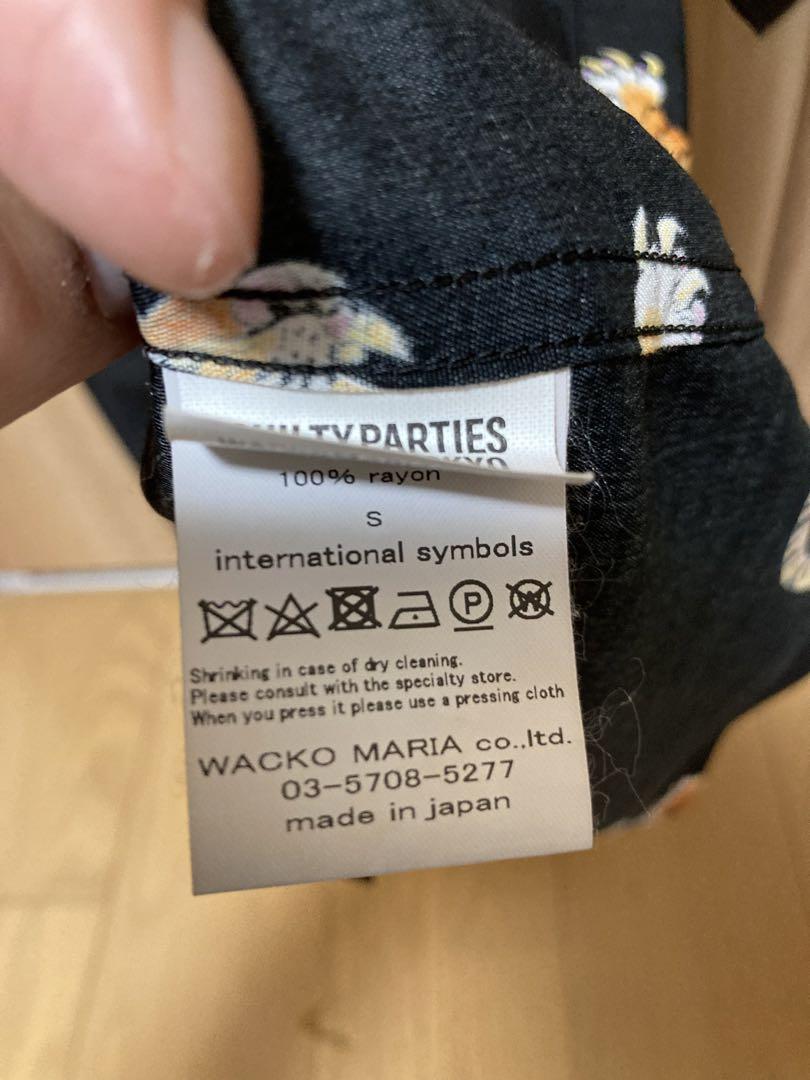 PARTIES
100% rayon
S
international symbols
P W
Shrinking in case of dry cleaning.
Please consult with the specialty store.
When you press it please use a pressing cloth
WACKO MARIA co.,ltd.
03-5708-5277
made in japan